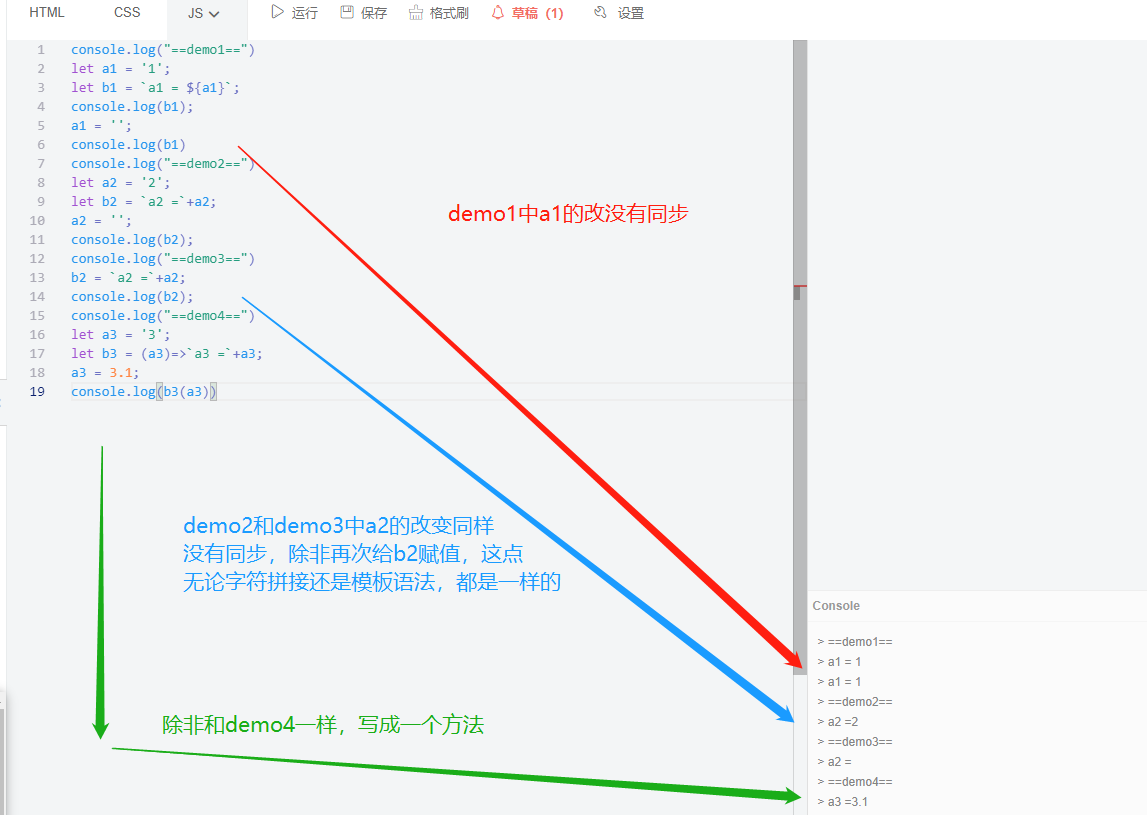 HTML CSS JS 运行 保存 格式刷 草稿 (1) 设置
1 console.log("==demo1==")
2 let a1 = '1';
3 let b1 = `a1 = ${a1}`;
4 console.log(b1);
5 a1 = '';
6 console.log(b1)
7 console.log("==demo2==")
8 let a2 = '2';
9 let b2 = `a2 =`+a2;
10 a2 = '';
11 console.log(b2);
12 console.log("==demo3==")
13 b2 = `a2 =`+a2;
14 console.log(b2);
15 console.log("==demo4==")
16 let a3 = '3';
17 let b3 = (a3)=>`a3 =`+a3;
18 a3 = 3.1;
19 console.log(b3(a3))
demo1中a1的改没有同步
demo2和demo3中a2的改变同样
没有同步，除非再次给b2赋值，这点
无论字符拼接还是模板语法，都是一样的
除非和demo4一样，写成一个方法
Console
> ==demo1==
> a1 = 1
> a1 = 1
> ==demo2==
> a2 =2
> ==demo3==
> a2 =
> ==demo4==
> a3 =3.1